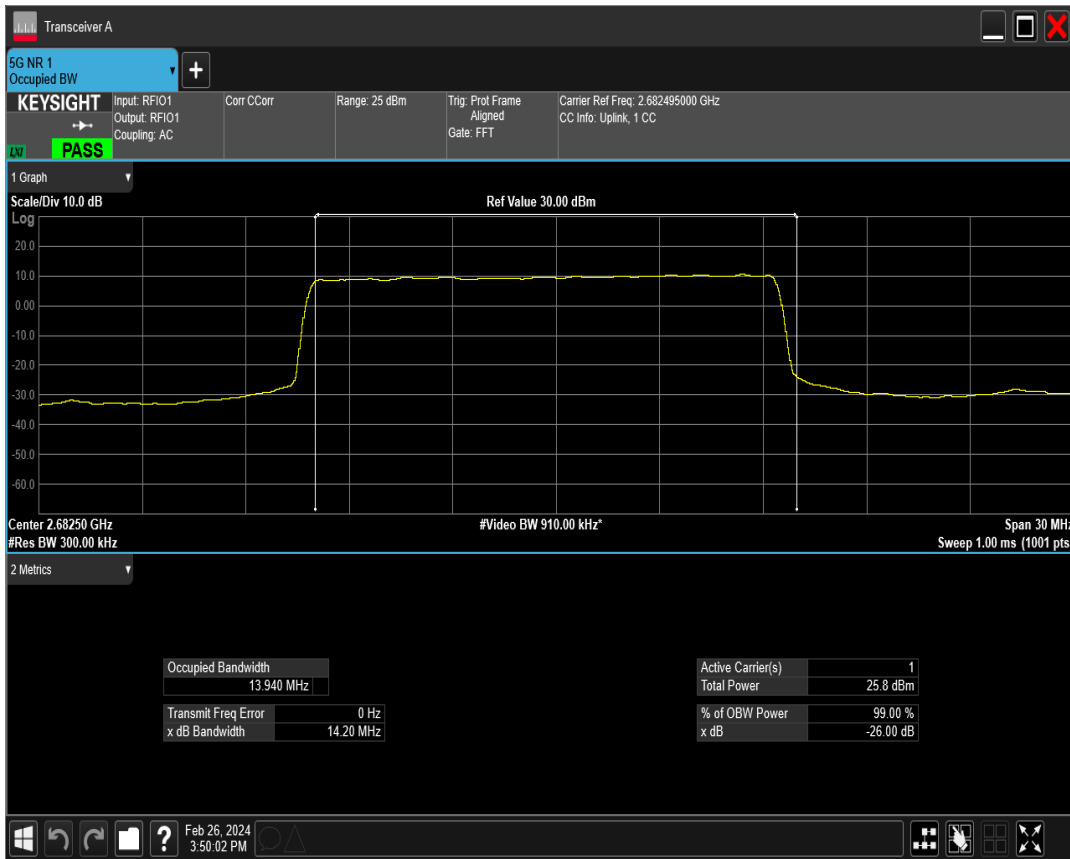 Transceiver A
5G NR 1
Occupied BW
+
KEYSIGHT
LXI
PASS
Input: RFIO1
Output: RFIO1
Coupling: AC
Corr CCorr
Range: 25 dBm
Trig: Prot Frame
Aligned
Gate: FFT
Carrier Ref Freq: 2.682495000 GHz
CC Info: Uplink, 1 CC
1 Graph
Scale/Div 10.0 dB
Ref Value 30.00 dBm
Log
20.0
10.0
0.00
-10.0
-20.0
-30.0
-40.0
-50.0
-60.0
Center 2.68250 GHz
#Video BW 910.00 kHz*
Span 30 MHz
#Res BW 300.00 kHz
Sweep 1.00 ms (1001 pts
2 Metrics
Occupied Bandwidth
13.940 MHz
Transmit Freq Error 0 Hz
x dB Bandwidth 14.20 MHz
Active Carrier(s) 1
Total Power 25.8 dBm
% of OBW Power 99.00 %
x dB -26.00 dB
?
Feb 26, 2024
3:50:02 PM